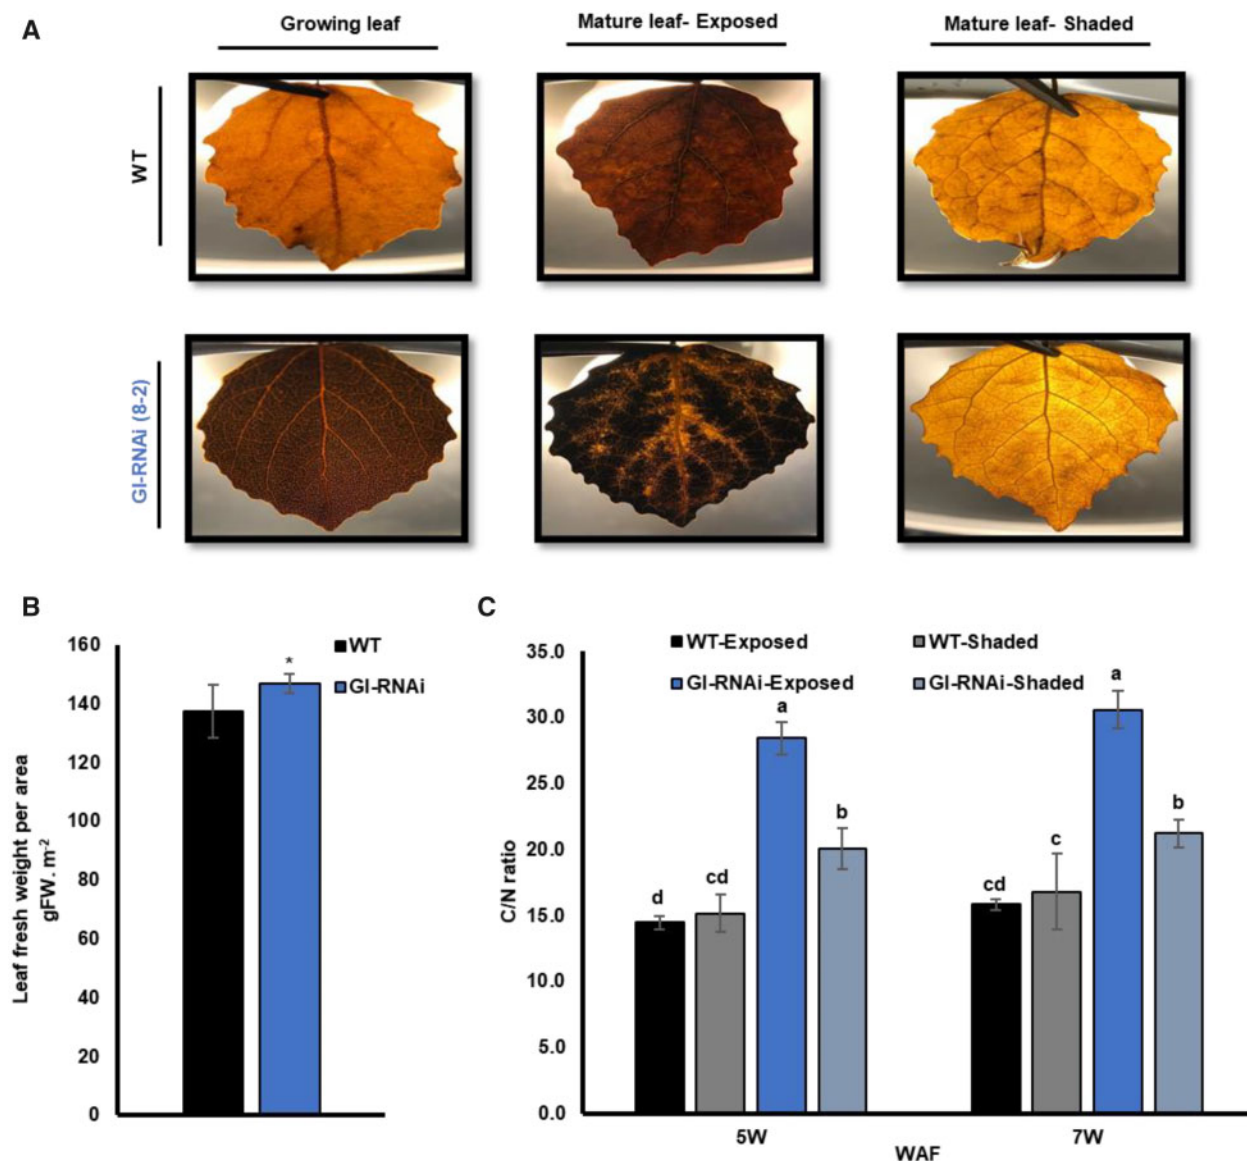 A
Growing leaf
Mature leaf- Exposed
Mature leaf- Shaded
WT
GI-RNAi (8-2)
B
160
140
120
100
80
60
40
20
0
Leaf fresh weight per area
gFW. m-2
WT
GI-RNAi
*
C
35.0
30.0
25.0
20.0
15.0
10.0
5.0
0.0
C/N ratio
WT-Exposed
WT-Shaded
GI-RNAi-Exposed
GI-RNAi-Shaded
d
cd
a
b
cd
c
a
b
5W
7W
WAF